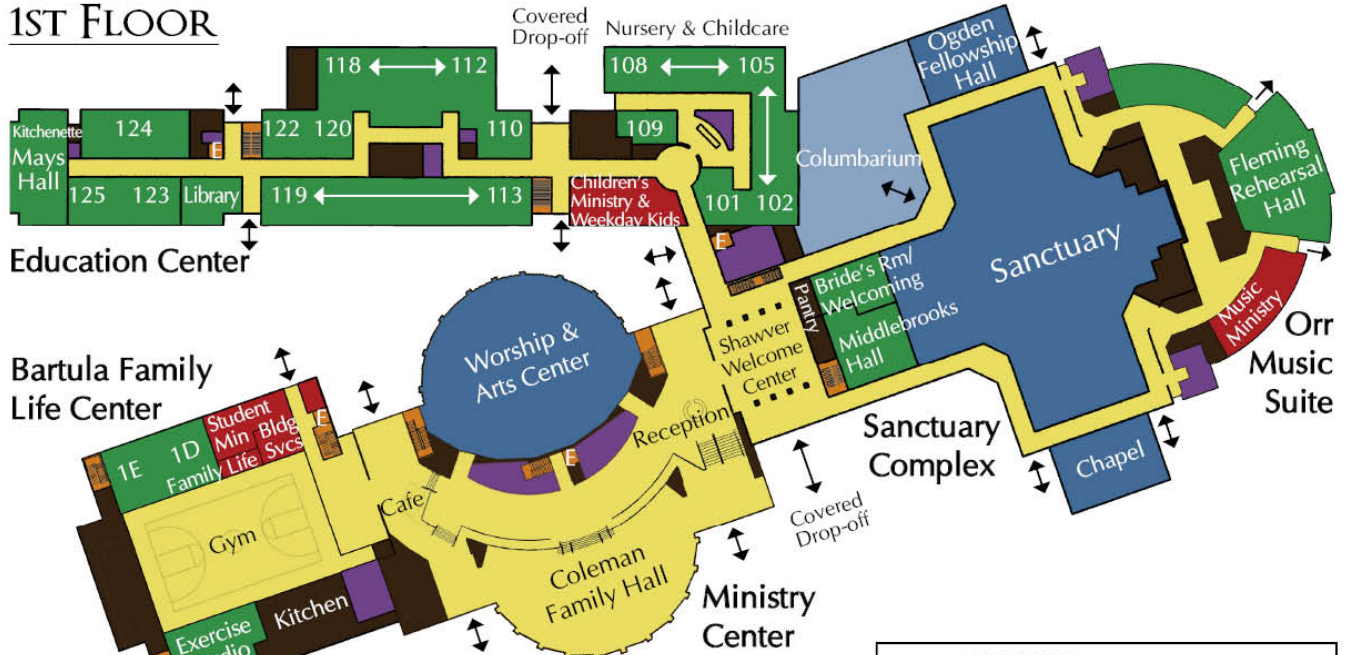 1ST FLOOR
Covered
Drop-off
Nursery & Childcare
118
112
108
105
Ogden
Fellowship
Hall
Kitchenette
124
122
120
110
109
E
Mays
Hall
125
123
Library
119
113
Children's
Ministry &
Weekday Kids
101
102
Columbarium
Fleming
Rehearsal
Hall
Education Center
E
Sanctuary
Bride's Rm/
Welcoming
Pantry
Middlebrooks
Hall
Shawver
Welcome
Center
Music
Ministry
Orr
Music
Suite
Worship &
Arts Center
Bartula Family
Life Center
Student
Min
Bldg
Svcs
Life
E
1E
1D
Family
Reception
E
Sanctuary
Complex
Chapel
Cafe
Gym
Covered
Drop-off
Coleman
Family Hall
Kitchen
Ministry
Center
Exercise